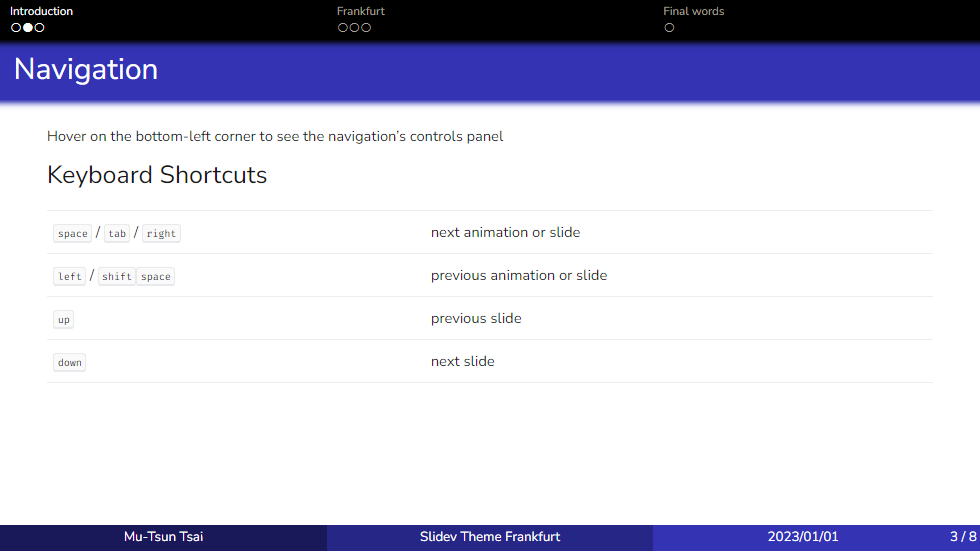 Introduction Frankfurt Final words
Navigation
Hover on the bottom-left corner to see the navigation's controls panel
Keyboard Shortcuts
space / tab / right next animation or slide
left / shift space previous animation or slide
up previous slide
down next slide
Mu-Tsun Tsai Slidev Theme Frankfurt 2023/01/01 3 / 8